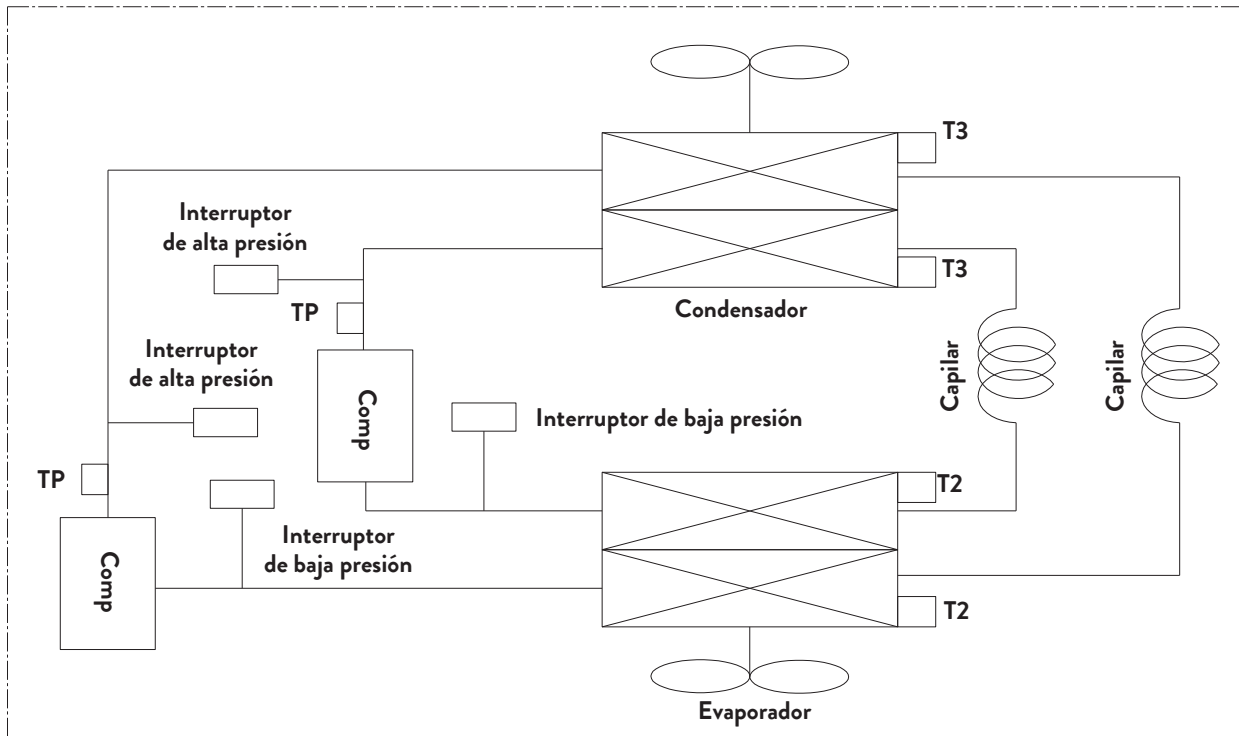 T3
Interruptor
de alta presión
T3
TP
Condensador
Interruptor
de alta presión
Capilar
Capilar
Comp
Interruptor de baja presión
TP
T2
Interruptor
de baja presión
Comp
T2
Evaporador